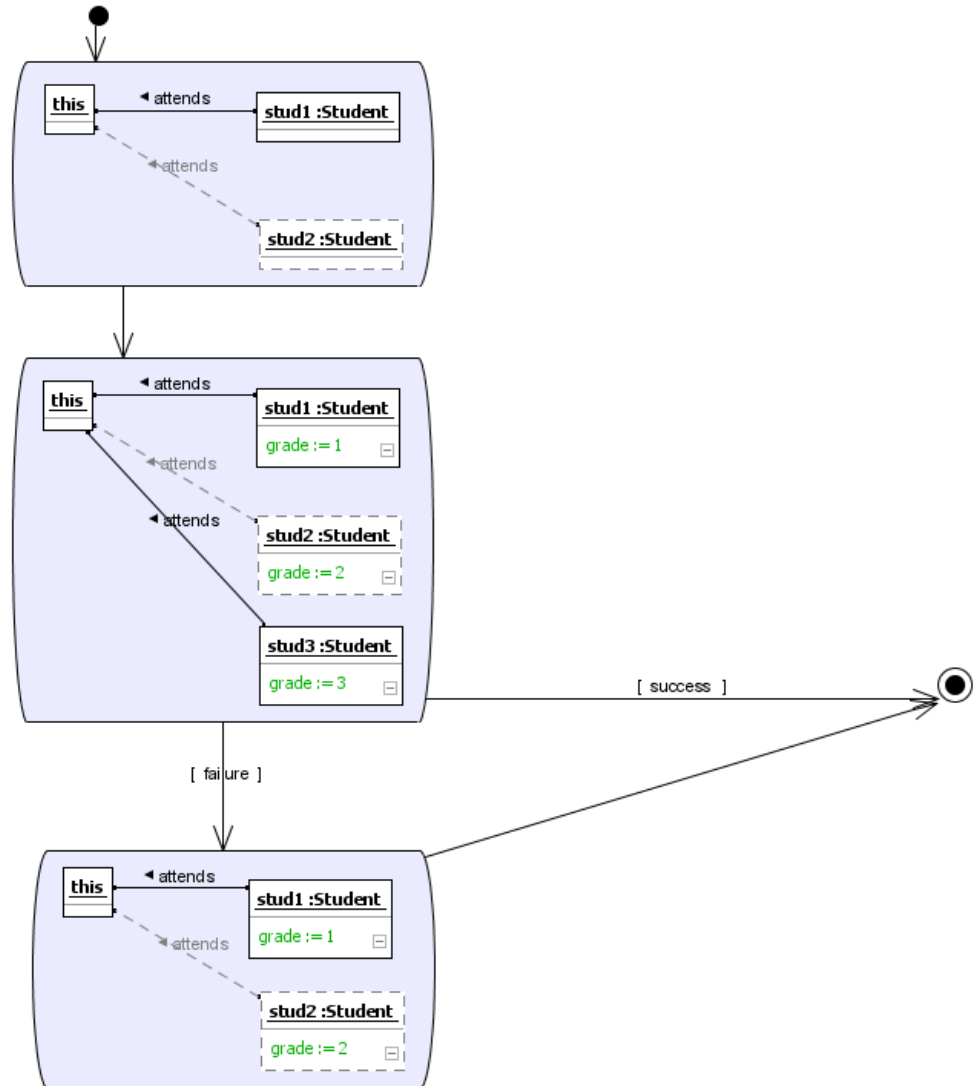 this
◄ attends
stud1 :Student
◄ attends
stud2 :Student
this
◄ attends
stud1 :Student
grade := 1
◄ attends
◄ attends
stud2 :Student
grade := 2
stud3 :Student
grade := 3
[ success ]
[ failure ]
this
◄ attends
stud1 :Student
grade := 1
◄ attends
stud2 :Student
grade := 2